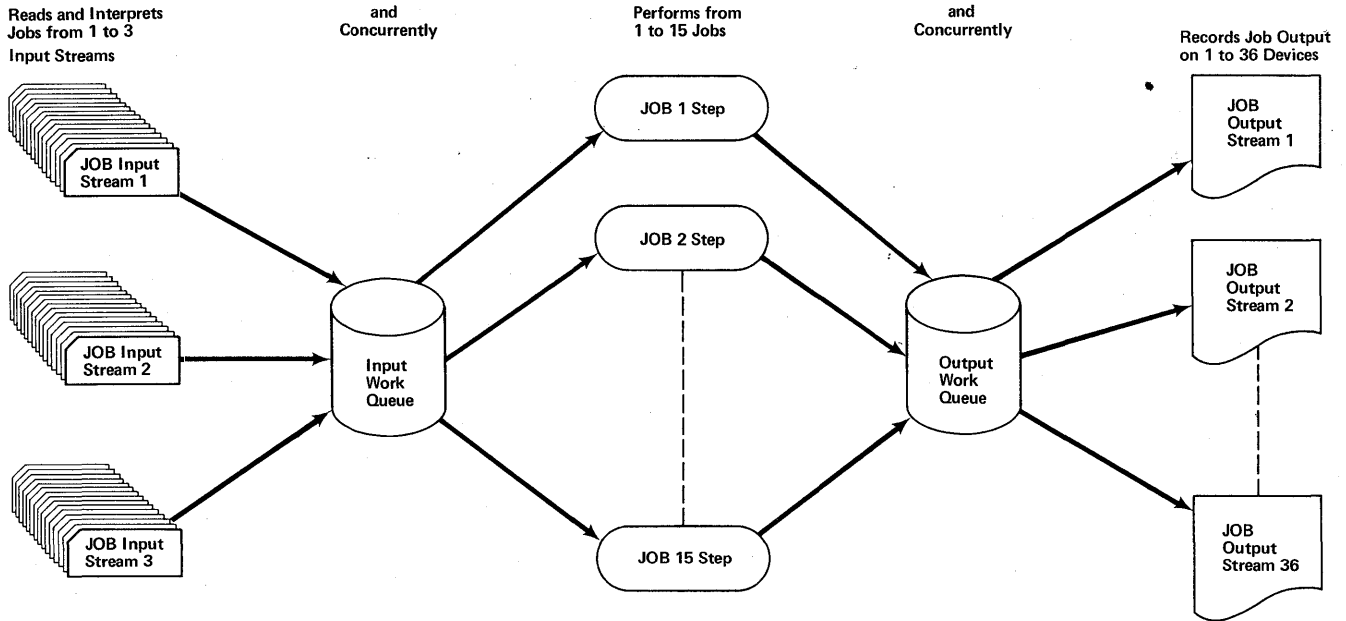 Reads and Interprets
Jobs from 1 to 3
Input Streams
and
Concurrently
Performs from
1 to 15 Jobs
and
Concurrently
Records Job Output
on 1 to 36 Devices
JOB Input
Stream 1
JOB Input
Stream 2
JOB Input
Stream 3
Input
Work
Queue
JOB 1 Step
JOB 2 Step
JOB 15 Step
Output
Work
Queue
JOB
Output
Stream 1
JOB
Output
Stream 2
JOB
Output
Stream 36